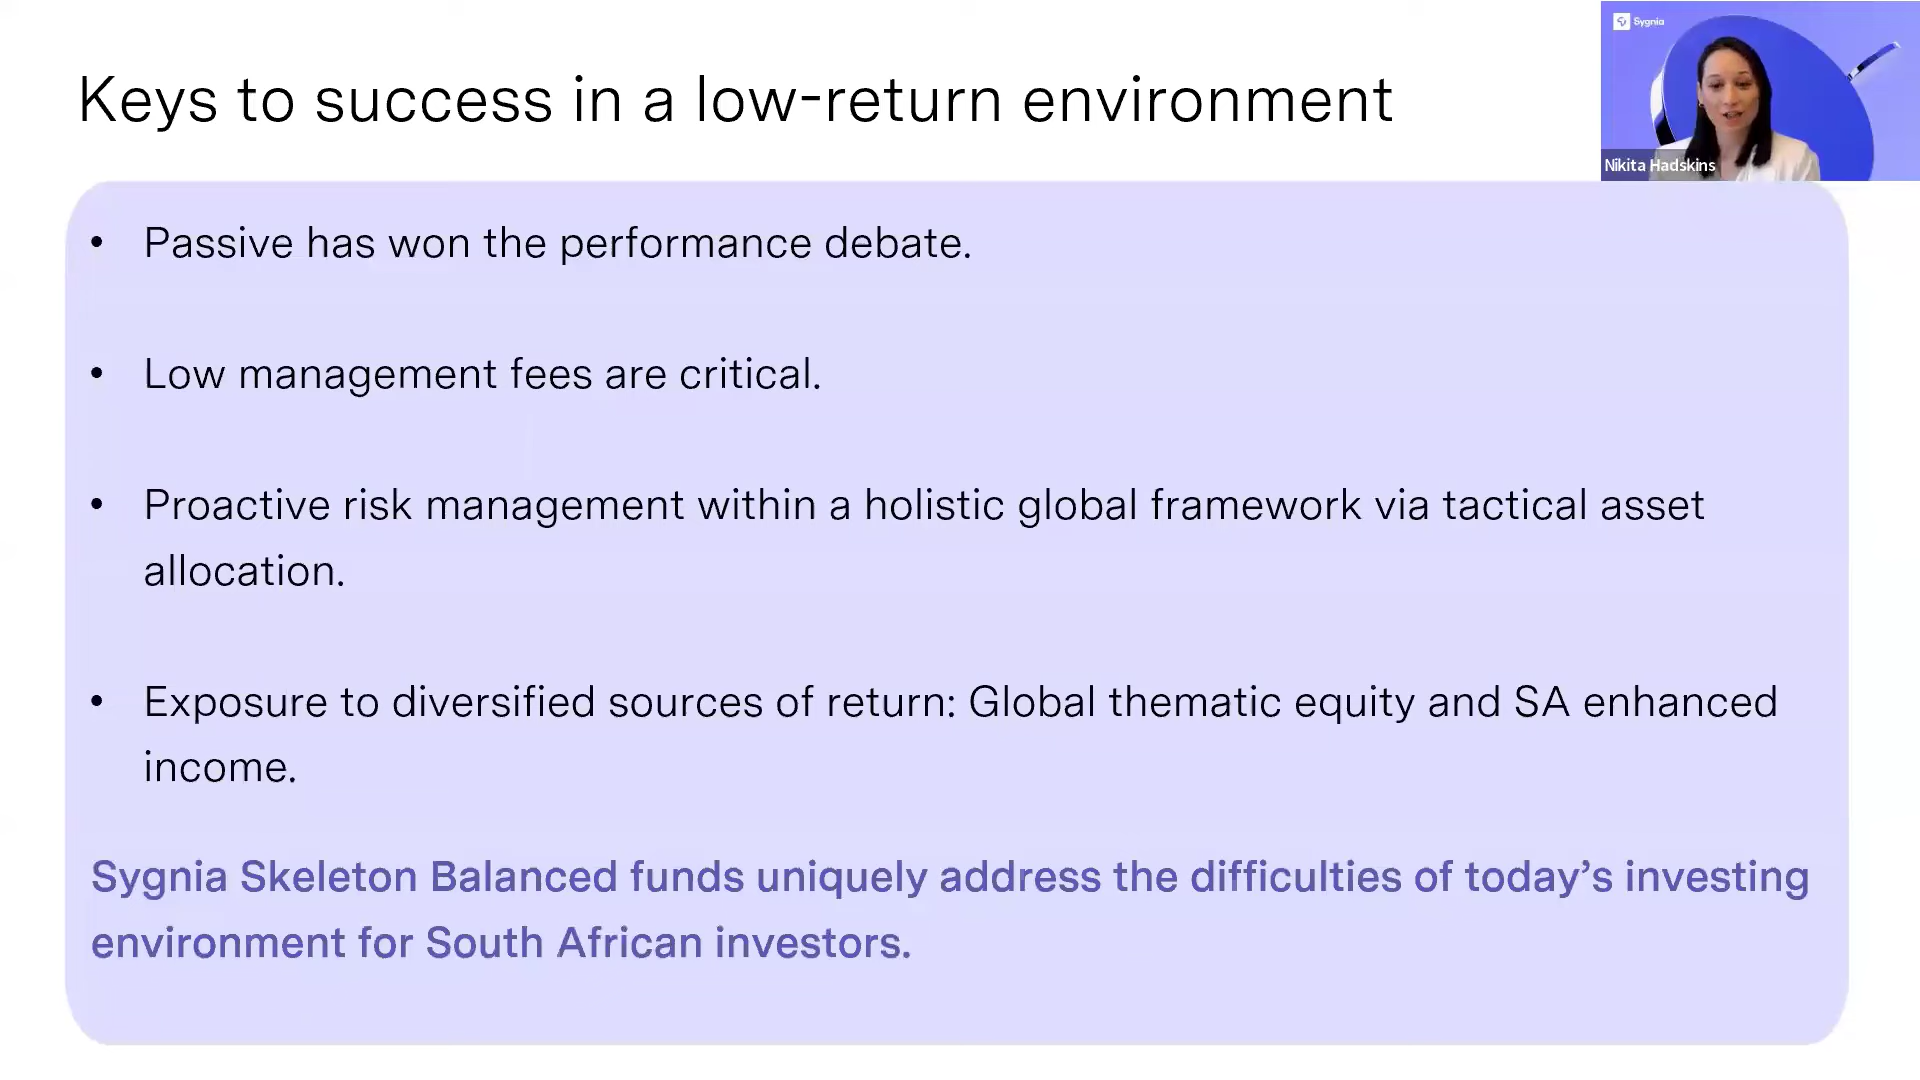 Keys to success in a low-return environment
Sygnia
Nikita Hadskins
• Passive has won the performance debate.
• Low management fees are critical.
• Proactive risk management within a holistic global framework via tactical asset
allocation.
• Exposure to diversified sources of return: Global thematic equity and SA enhanced
income.
Sygnia Skeleton Balanced funds uniquely address the difficulties of today’s investing
environment for South African investors.